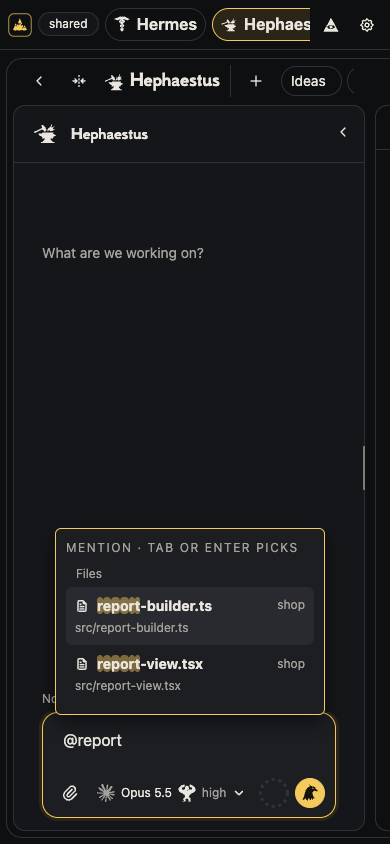 shared
Hermes
Hephaes
Hephaestus
Ideas
Hephaestus
What are we working on?
MENTION · TAB OR ENTER PICKS
Files
report-builder.ts shop
src/report-builder.ts
report-view.tsx shop
src/report-view.tsx
No
@report
Opus 5.5 high